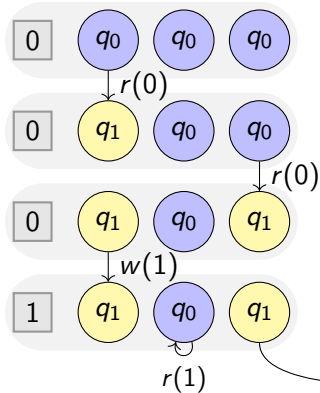 0 q₀ q₀ q₀
r(0)
0 q₁ q₀ q₀
r(0)
0 q₁ q₀ q₁
w(1)
1 q₁ q₀ q₁
r(1)